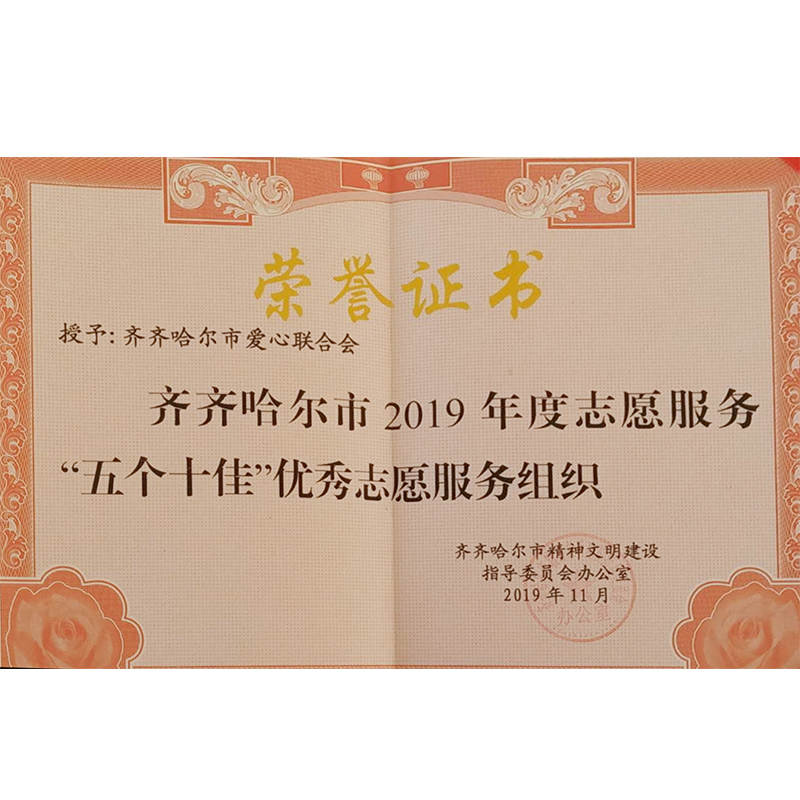 荣誉证书
授予：齐齐哈尔市爱心联合会
齐齐哈尔市2019年度志愿服务
“五个十佳”优秀志愿服务组织
齐齐哈尔市精神文明建设
指导委员会办公室
2019年11月
办公室